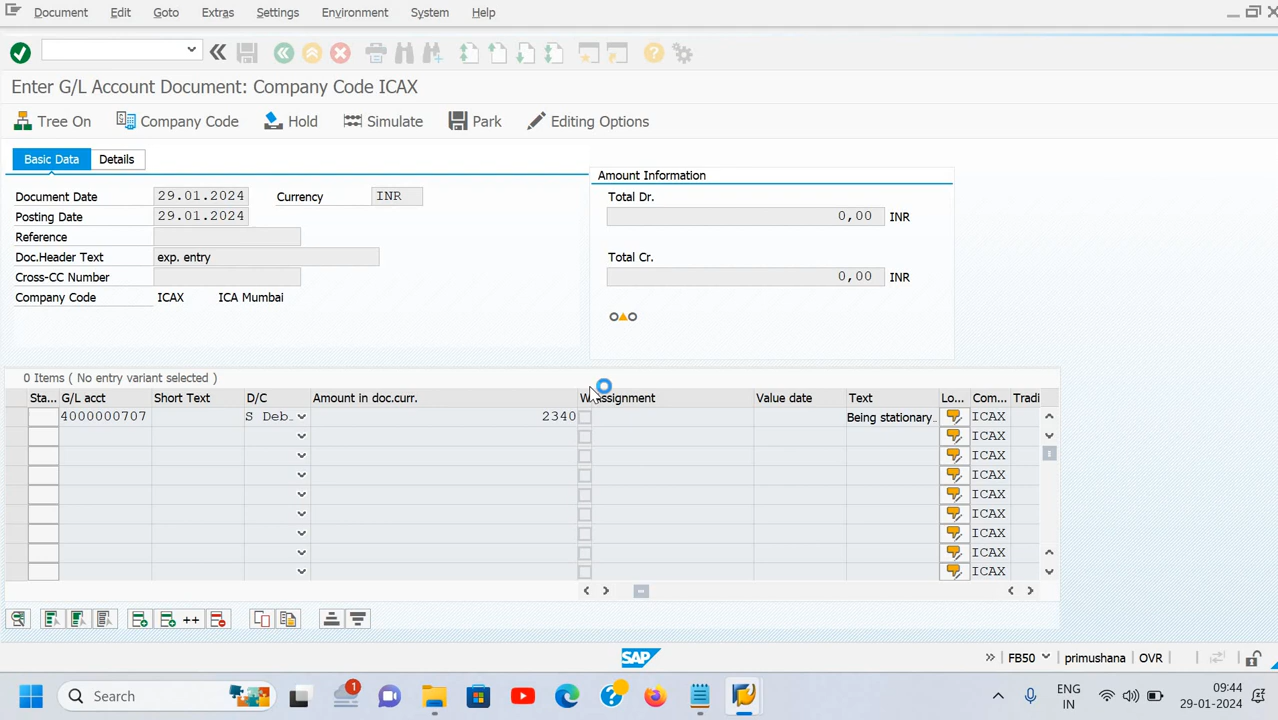 Document Edit Goto Extras Settings Environment System Help
Enter G/L Account Document: Company Code ICAX
Tree On Company Code Hold Simulate Park Editing Options
Basic Data Details
Amount Information
Document Date 29.01.2024 Currency INR
Total Dr.
Posting Date 29.01.2024
0,00 INR
Reference
Doc.Header Text exp. entry
Total Cr.
Cross-CC Number
0,00 INR
Company Code ICAX ICA Mumbai
0 Items ( No entry variant selected )
Sta... G/L acct Short Text D/C Amount in doc.curr. Assignment Value date Text Lo... Com... Tradi
4000000707 S Deb… 2340 Being stationary… ICAX
ICAX
ICAX
ICAX
ICAX
ICAX
ICAX
ICAX
ICAX
++
SAP
FB50 primushana OVR
Search
1
ENG
IN
09:44
29-01-2024